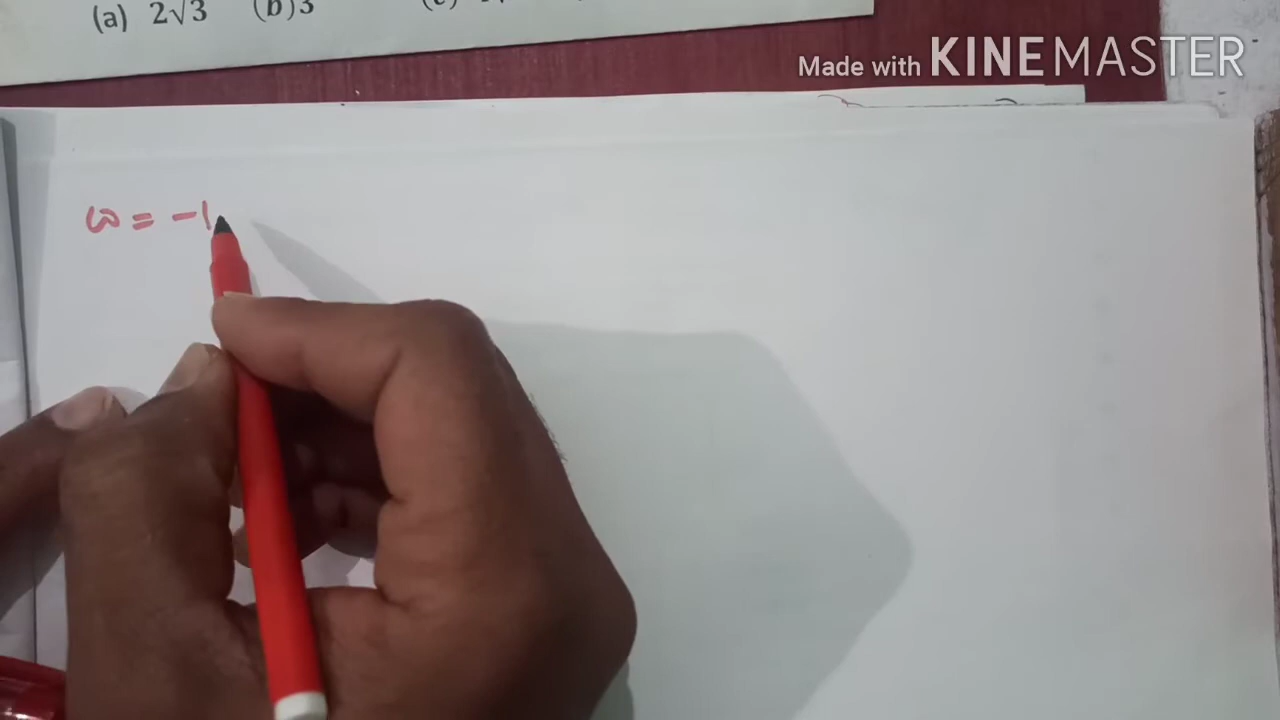 (a) 2√3 (b)3
Made with KINEMASTER
ω = -1